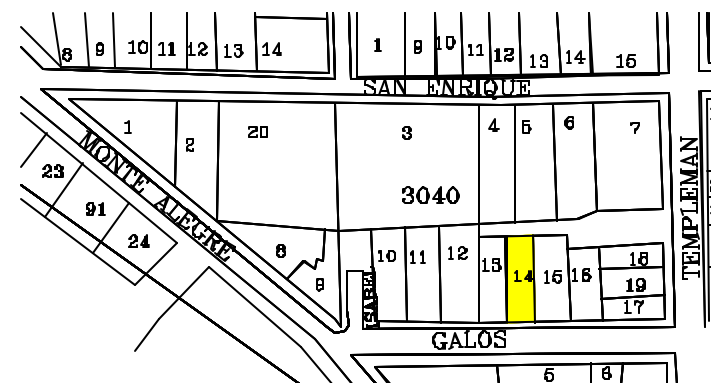 8 9 10 11 12 13 14 1 9 10 11 12 13 14 15
SAN ENRIQUE
1 2 20 3 4 5 6 7
MONTE ALEGRE
3040
TEMPLEMAN
23 91 24
8 9 10 11 12 13 14 15 16 18
19
17
ISABEL
GALOS
5 6